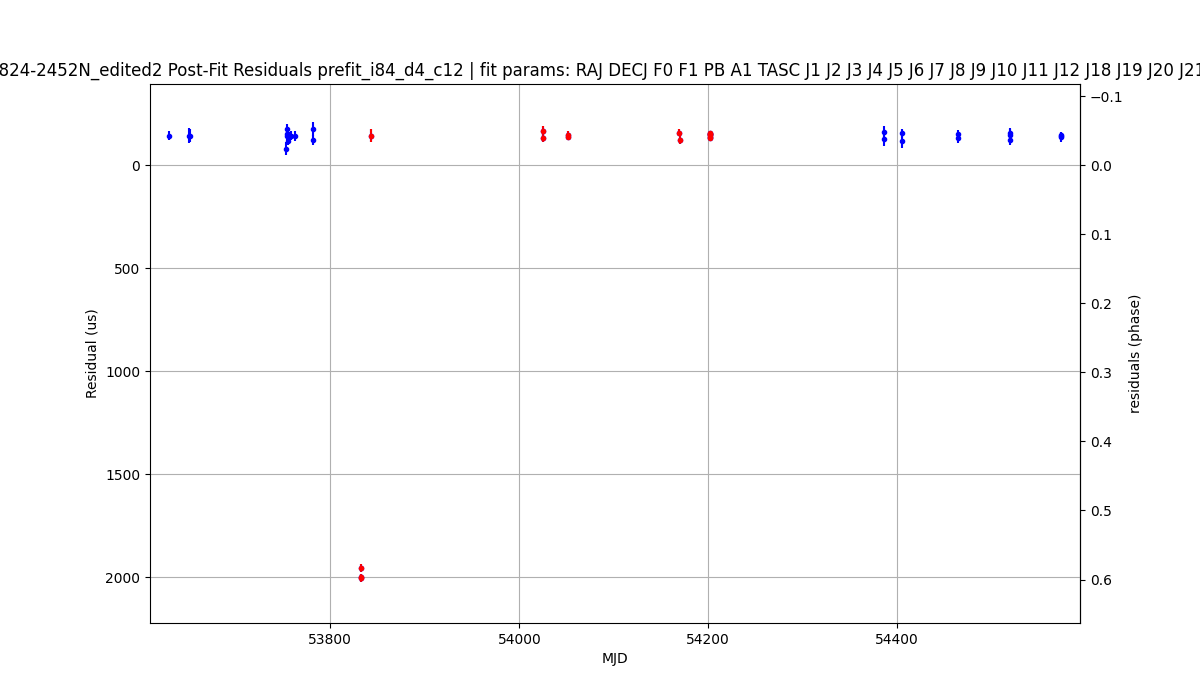 824-2452N_edited2 Post-Fit Residuals prefit_i84_d4_c12 | fit params: RAJ DECJ F0 F1 PB A1 TASC J1 J2 J3 J4 J5 J6 J7 J8 J9 J10 J11 J12 J18 J19 J20 J21
−0.1
0 0.0
0.1
500
0.2
Residual (us)
1000 0.3
residuals (phase)
0.4
1500
0.5
2000 0.6
53800 54000 54200 54400
MJD